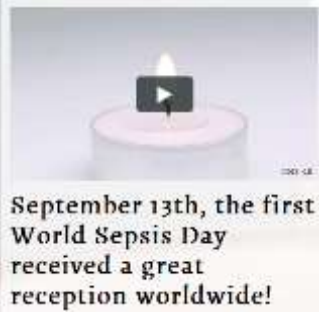 September 13th, the first
World Sepsis Day
received a great
reception worldwide!